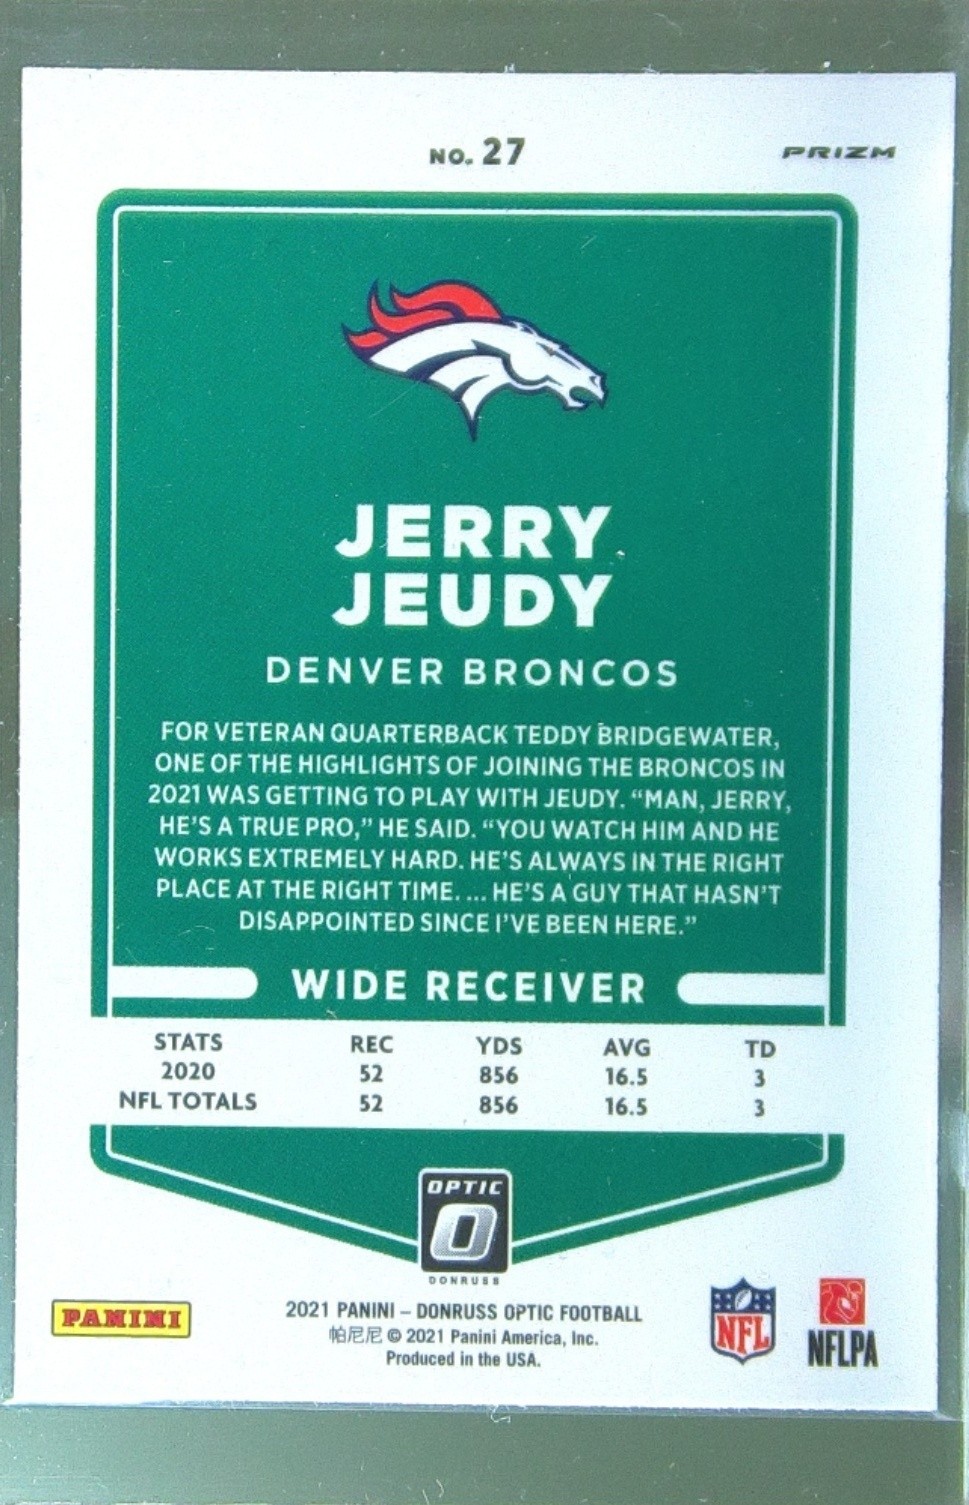 NO. 27
PRIZM
JERRY
JEUDY
DENVER BRONCOS
FOR VETERAN QUARTERBACK TEDDY BRIDGEWATER,
ONE OF THE HIGHLIGHTS OF JOINING THE BRONCOS IN
2021 WAS GETTING TO PLAY WITH JEUDY. “MAN, JERRY,
HE’S A TRUE PRO,” HE SAID. “YOU WATCH HIM AND HE
WORKS EXTREMELY HARD. HE’S ALWAYS IN THE RIGHT
PLACE AT THE RIGHT TIME. ... HE’S A GUY THAT HASN’T
DISAPPOINTED SINCE I’VE BEEN HERE.”
WIDE RECEIVER
STATS REC YDS AVG TD
2020 52 856 16.5 3
NFL TOTALS 52 856 16.5 3
OPTIC
O
DONRUSS
PANINI
2021 PANINI – DONRUSS OPTIC FOOTBALL
帕尼尼 © 2021 Panini America, Inc.
Produced in the USA.
NFL
NFLPA